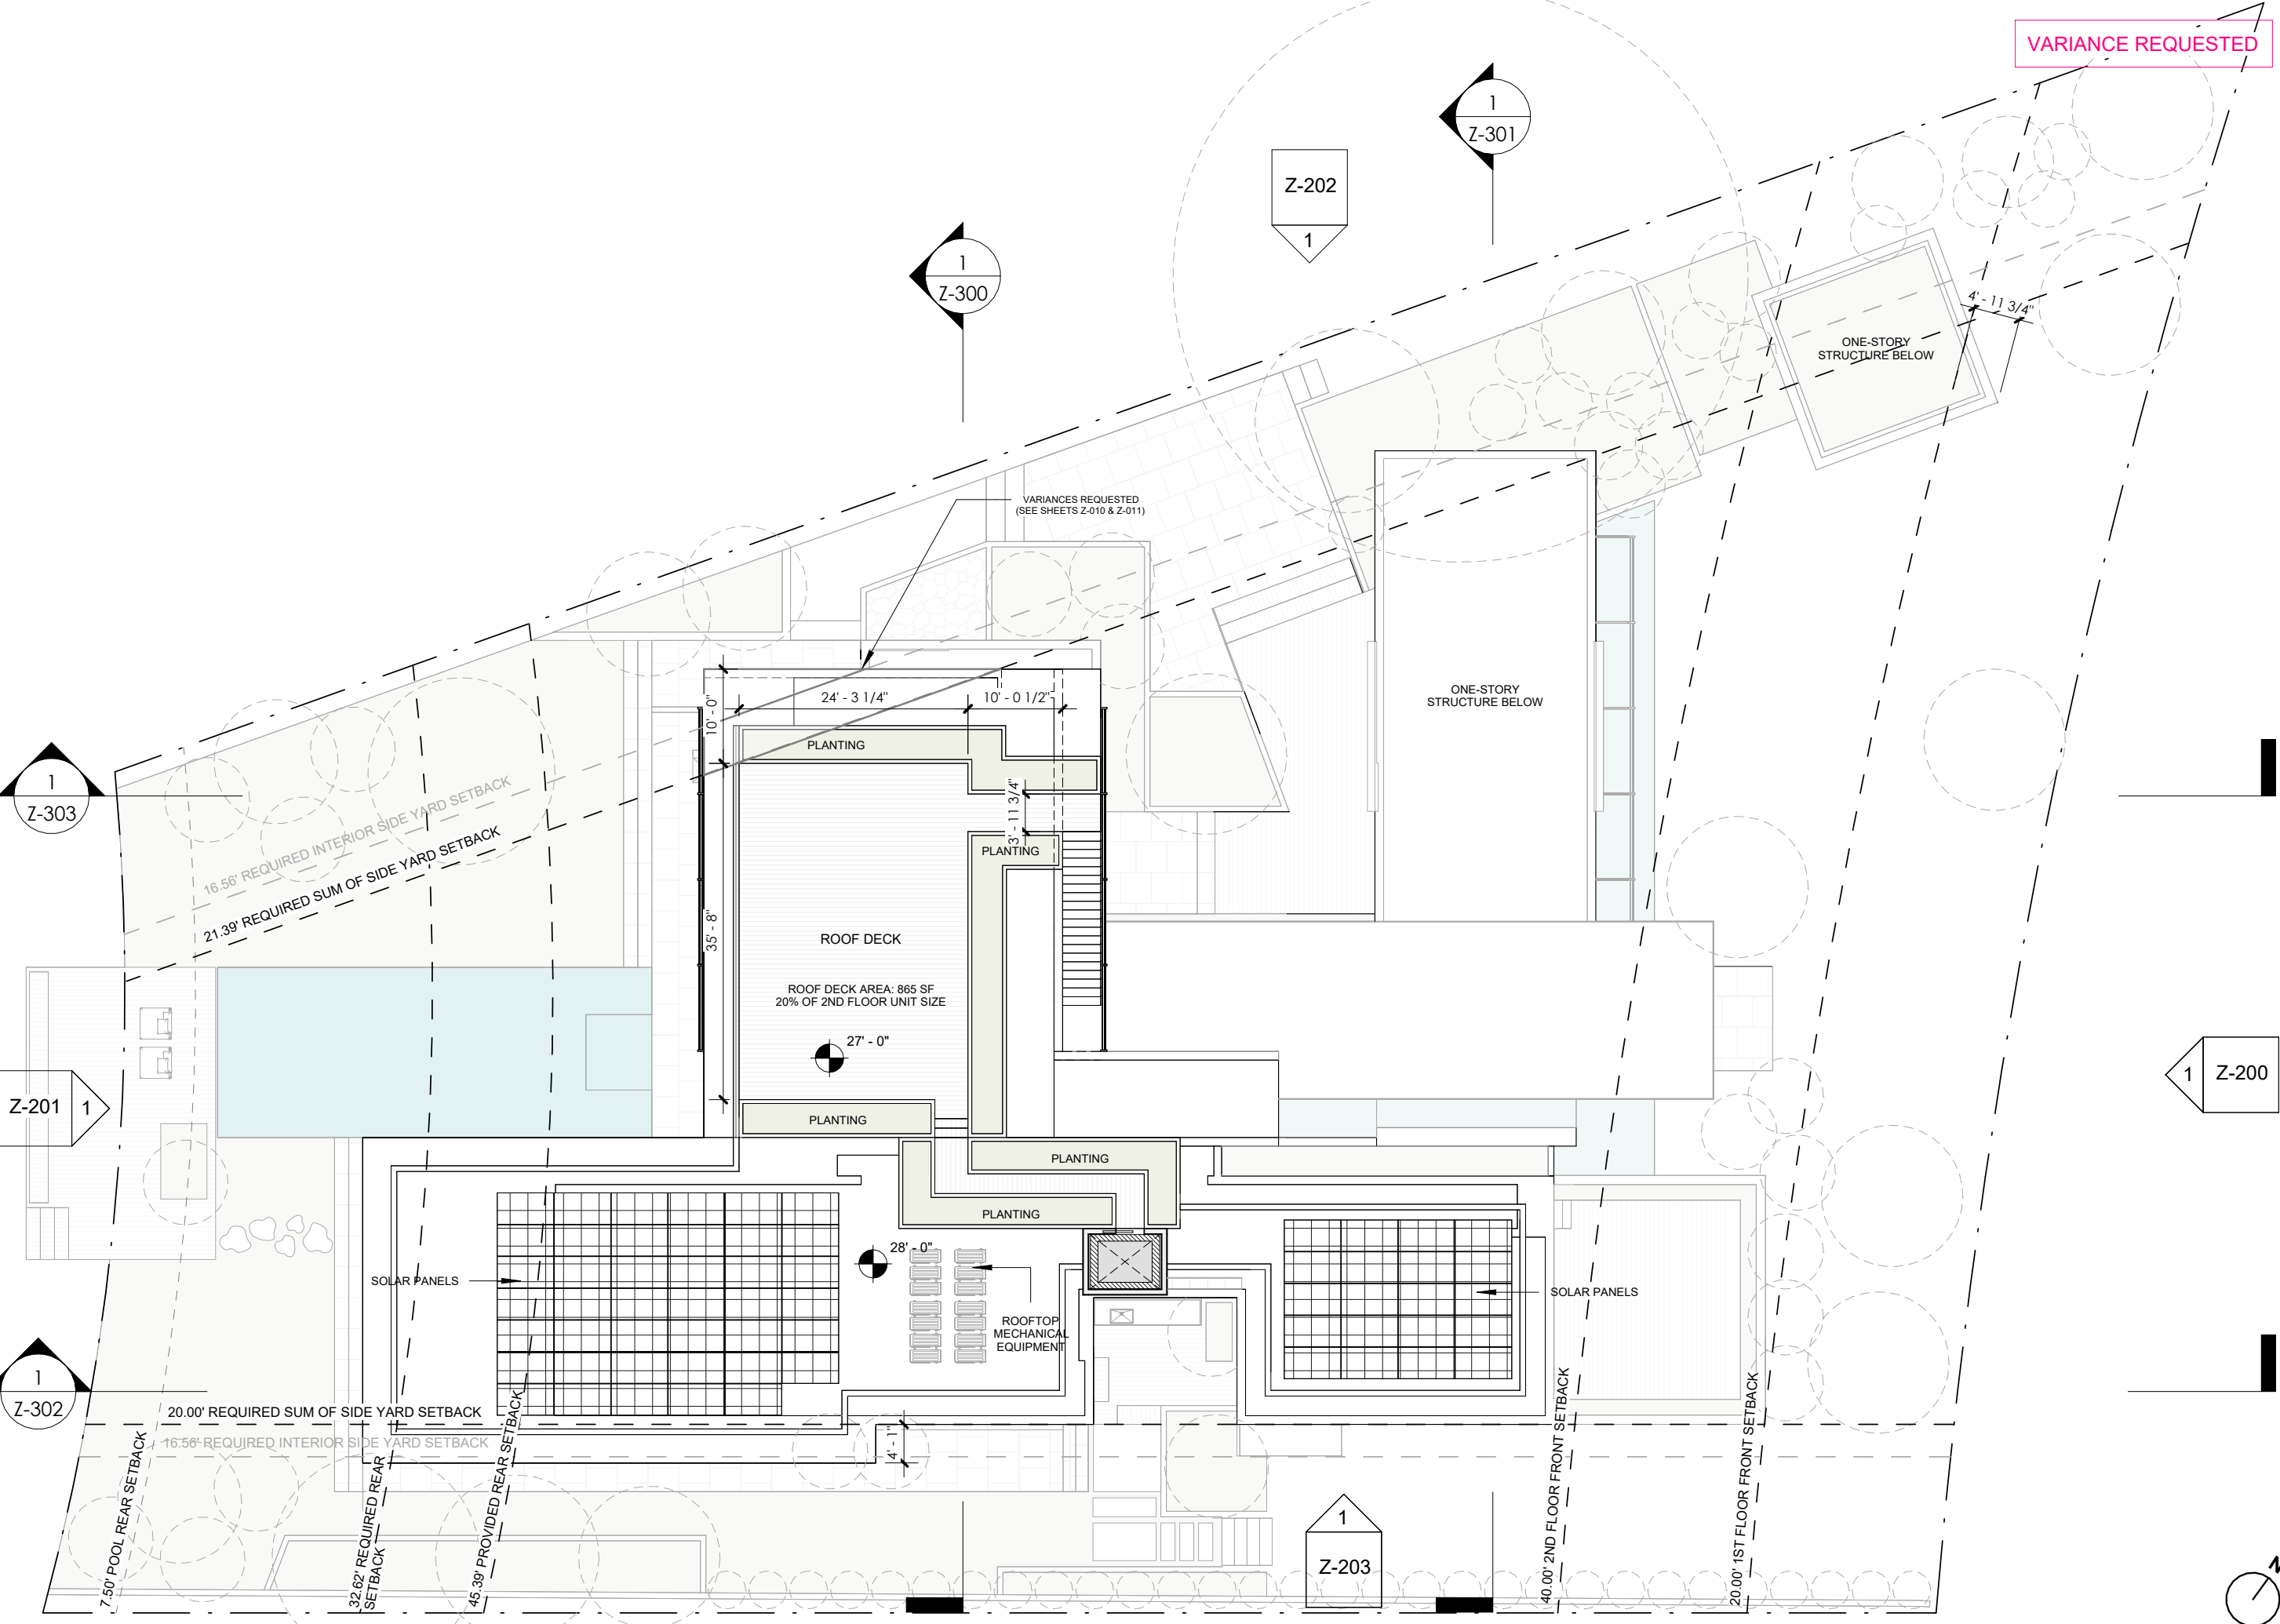 VARIANCE REQUESTED
1
Z-301
Z-202
1
1
Z-300
4' - 11 3/4"
ONE-STORY
STRUCTURE BELOW
VARIANCES REQUESTED
(SEE SHEETS Z-010 & Z-011)
24' - 3 1/4"
10' - 0 1/2"
10' - 0"
ONE-STORY
STRUCTURE BELOW
PLANTING
1
Z-303
3' - 11 3/4"
16.56' REQUIRED INTERIOR SIDE YARD SETBACK
21.39' REQUIRED SUM OF SIDE YARD SETBACK
PLANTING
35' - 8"
ROOF DECK
ROOF DECK AREA: 865 SF
20% OF 2ND FLOOR UNIT SIZE
27' - 0"
Z-201
1
1
Z-200
PLANTING
PLANTING
PLANTING
28' - 0"
SOLAR PANELS
SOLAR PANELS
ROOFTOP
MECHANICAL
EQUIPMENT
1
Z-302
20.00' REQUIRED SUM OF SIDE YARD SETBACK
16.56' REQUIRED INTERIOR SIDE YARD SETBACK
4' - 1"
7.50' POOL REAR SETBACK
32.62' REQUIRED REAR
SETBACK
45.39' PROVIDED REAR SETBACK
40.00' 2ND FLOOR FRONT SETBACK
20.00' 1ST FLOOR FRONT SETBACK
1
Z-203
N